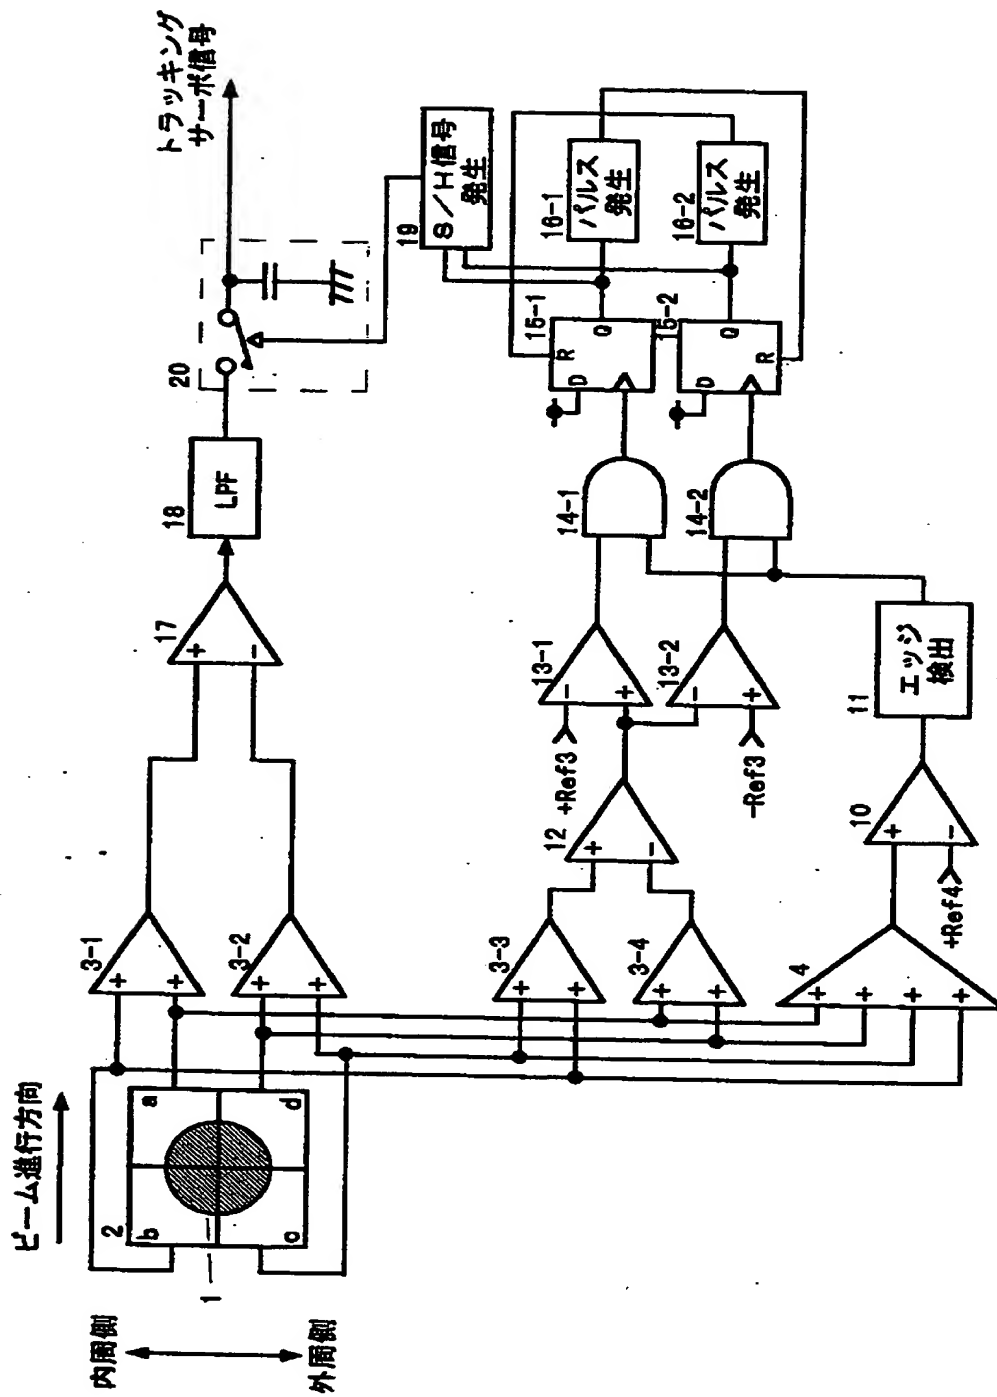 内周側
外周側
ビーム進行方向
1
2
b
a
c
d
3-1
+
+
3-2
+
+
3-3
+
+
3-4
+
+
4
+
+
+
+
17
+
-
18
LPF
20
トラッキング
サーボ信号
12
+
-
+Ref3
-Ref3
13-1
-
+
13-2
-
+
+Ref4
10
+
-
11
エッジ
検出
14-1
14-2
15-1
D
R
Q
15-2
D
Q
R
16-1
パルス
発生
16-2
パルス
発生
19
S/H信号
発生